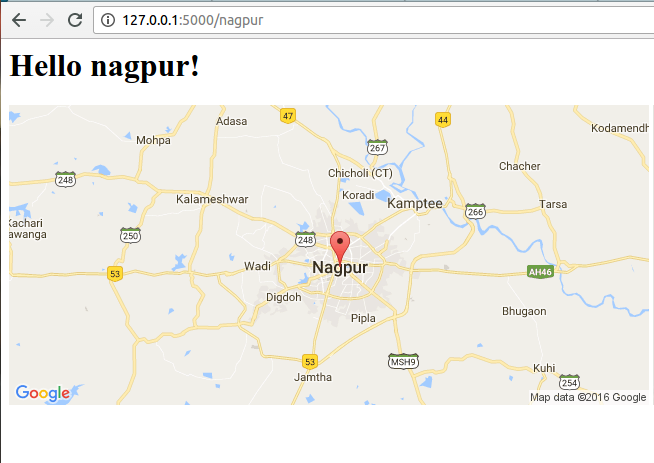 127.0.0.1:5000/nagpur
Hello nagpur!
47
44
Adasa
Kodamendh
Mohpa
267
Chacher
Chicholi (CT)
248
Koradi
Kalameshwar
Kamptee
Tarsa
266
Kachari
awanga
250
248
Wadi
Nagpur
53
AH46
Digdoh
Bhugaon
Pipla
53
MSH9
Kuhi
Jamtha
254
Google
Map data ©2016 Google